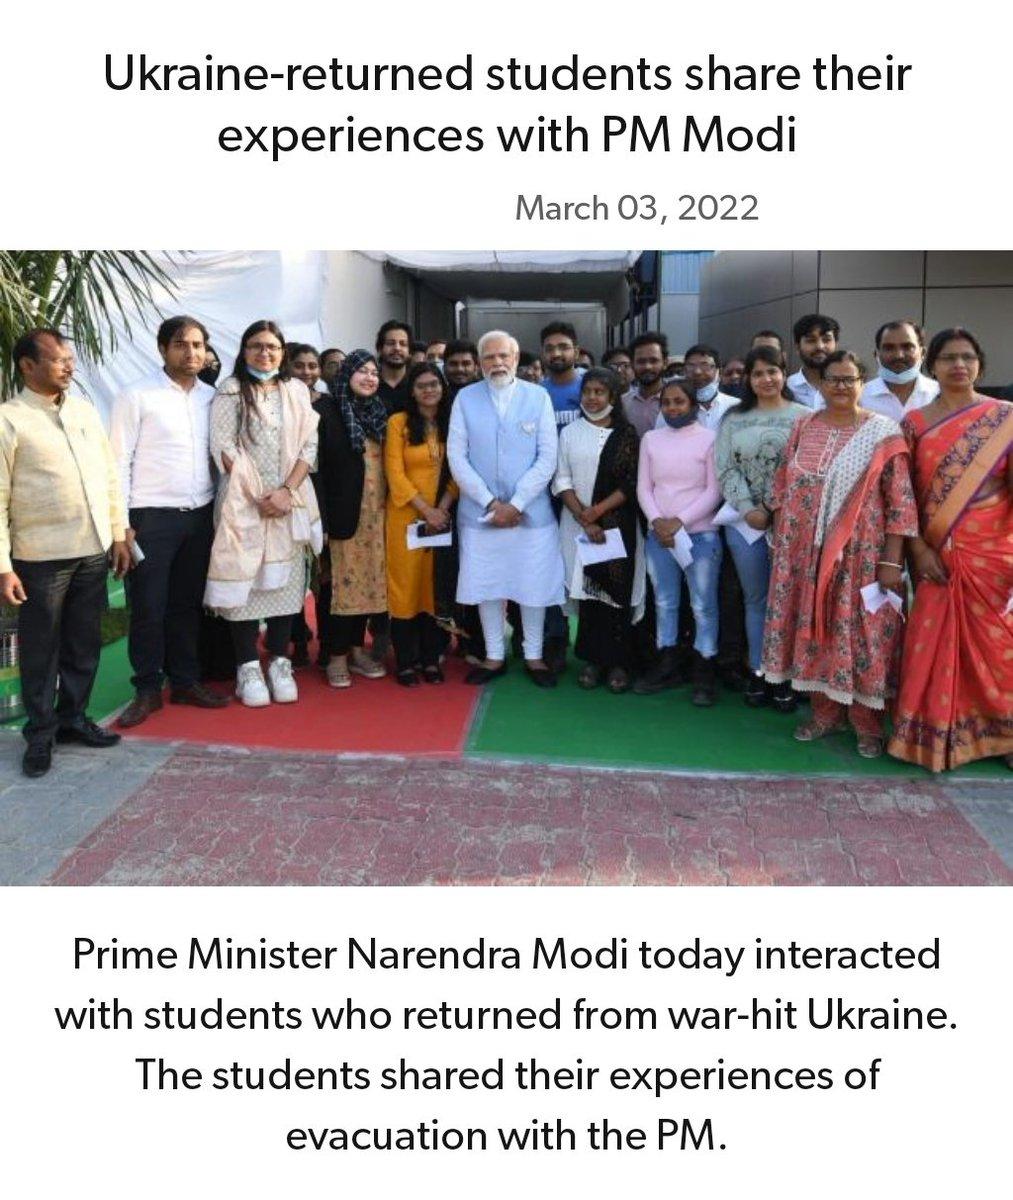 Ukraine-returned students share their
experiences with PM Modi
March 03, 2022
Prime Minister Narendra Modi today interacted
with students who returned from war-hit Ukraine.
The students shared their experiences of
evacuation with the PM.